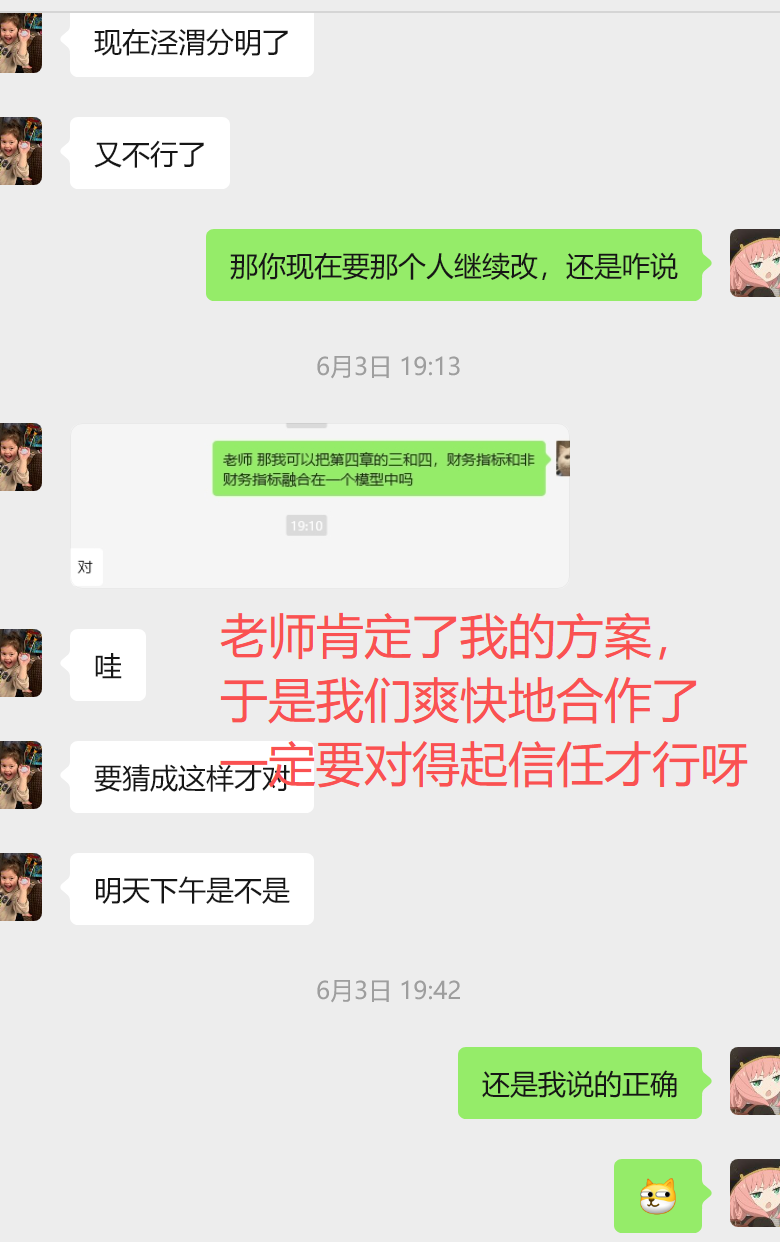 现在泾渭分明了
又不行了
那你现在要那个人继续改，还是咋说
6月3日 19:13
老师 那我可以把第四章的三和四，财务指标和非
财务指标融合在一个模型中吗
19:10
对
哇
老师肯定了我的方案，
于是我们爽快地合作了
一定要对得起信任才行呀
要猜成这样才对
明天下午是不是
6月3日 19:42
还是我说的正确